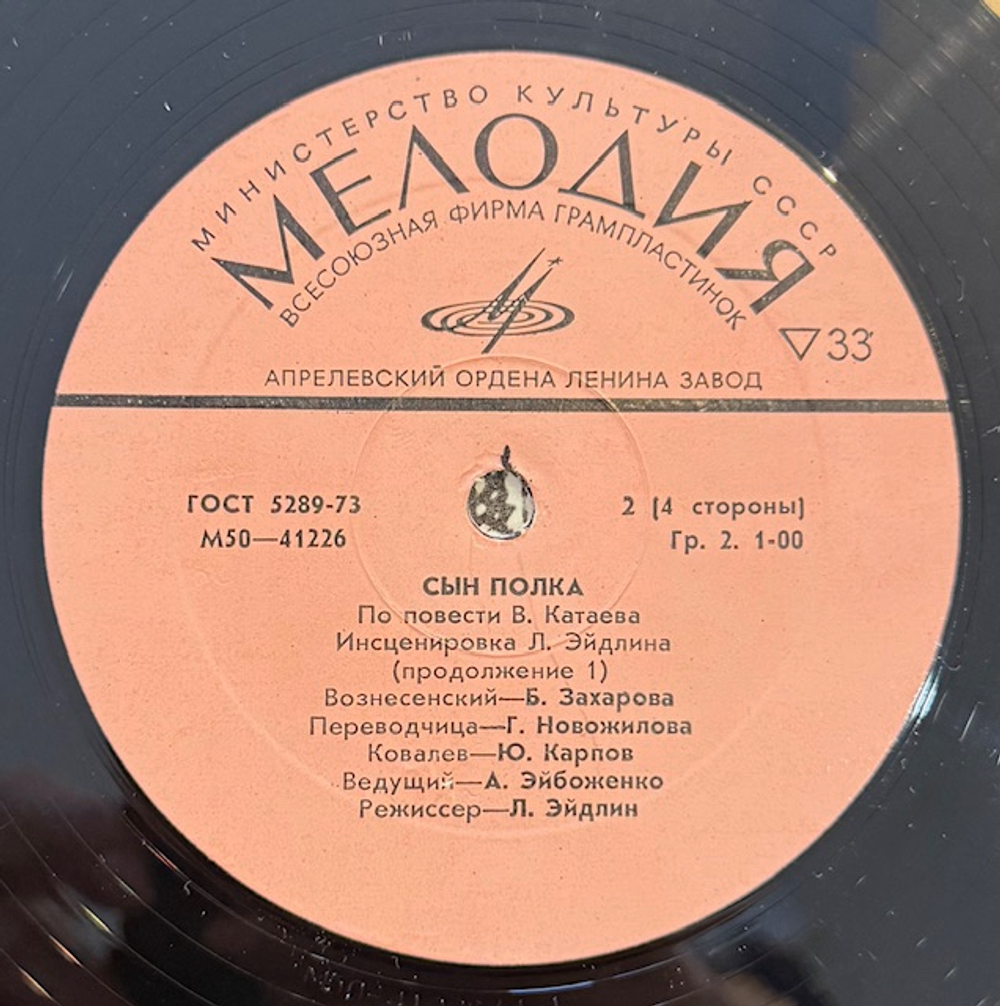 МИНИСТЕРСТВО КУЛЬТУРЫ СССР
МЕЛОДИЯ
ВСЕСОЮЗНАЯ ФИРМА ГРАМПЛАСТИНОК
33
АПРЕЛЕВСКИЙ ОРДЕНА ЛЕНИНА ЗАВОД
ГОСТ 5289-73
М50—41226
2 (4 стороны)
Гр. 2. 1-00
СЫН ПОЛКА
По повести В. Катаева
Инсценировка Л. Эйдлина
(продолжение 1)
Вознесенский—Б. Захарова
Переводчица—Г. Новожилова
Ковалев—Ю. Карпов
Ведущий—А. Эйбоженко
Режиссер—Л. Эйдлин